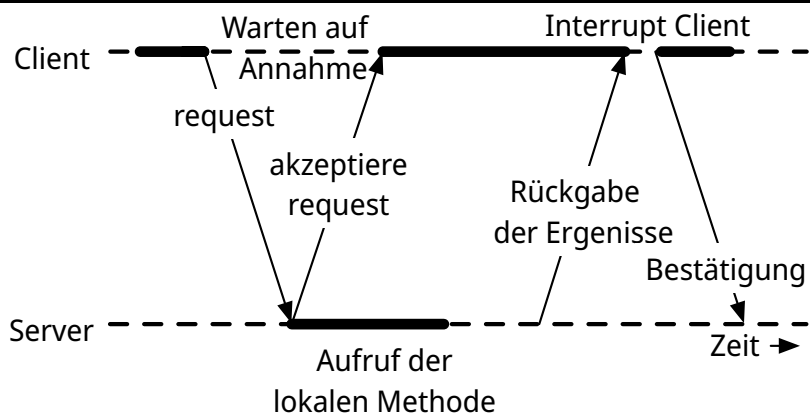 Warten auf
Annahme
Interrupt Client
Client
request
akzeptiere
request
Rückgabe
der Ergenisse
Bestätigung
Server
Zeit
Aufruf der
lokalen Methode